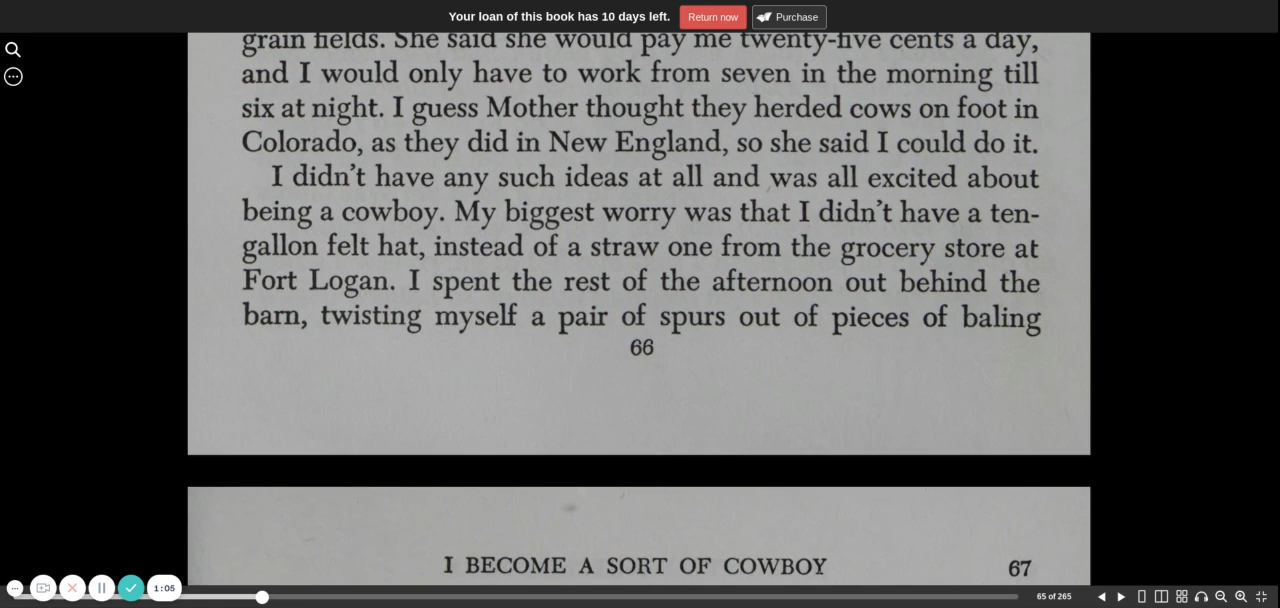 Your loan of this book has 10 days left. Return now Purchase
grain fields. She said she would pay me twenty-five cents a day,
and I would only have to work from seven in the morning till
six at night. I guess Mother thought they herded cows on foot in
Colorado, as they did in New England, so she said I could do it.
I didn't have any such ideas at all and was all excited about
being a cowboy. My biggest worry was that I didn't have a ten-
gallon felt hat, instead of a straw one from the grocery store at
Fort Logan. I spent the rest of the afternoon out behind the
barn, twisting myself a pair of spurs out of pieces of baling
66
I BECOME A SORT OF COWBOY 67
1:05
65 of 265